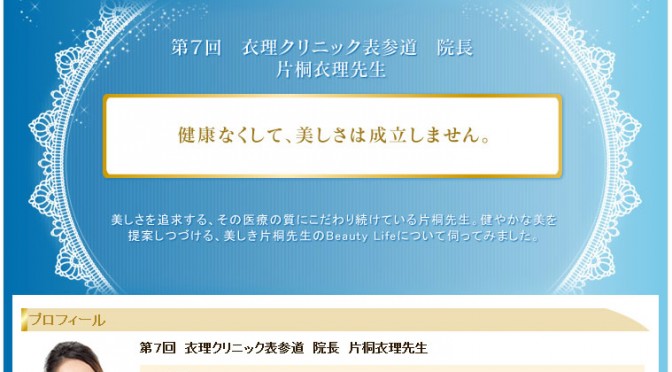 第7回 衣理クリニック表参道 院長
片桐衣理先生
健康なくして、美しさは成立しません。
美しさを追求する、その医療の質にこだわり続けている片桐先生。健やかな美を
提案しつづける、美しき片桐先生のBeauty Lifeについて伺ってみました。
プロフィール
第7回 衣理クリニック表参道 院長 片桐衣理先生